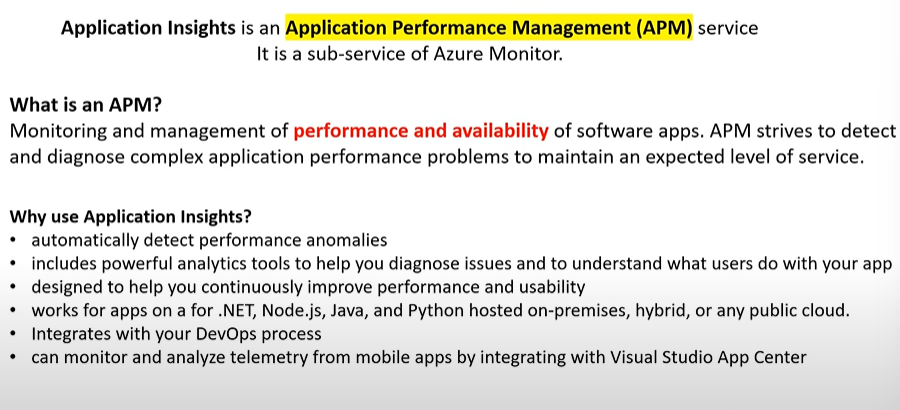 Application Insights is an Application Performance Management (APM) service
It is a sub-service of Azure Monitor.
What is an APM?
Monitoring and management of performance and availability of software apps. APM strives to detect
and diagnose complex application performance problems to maintain an expected level of service.
Why use Application Insights?
• automatically detect performance anomalies
• includes powerful analytics tools to help you diagnose issues and to understand what users do with your app
• designed to help you continuously improve performance and usability
• works for apps on a for .NET, Node.js, Java, and Python hosted on-premises, hybrid, or any public cloud.
• Integrates with your DevOps process
• can monitor and analyze telemetry from mobile apps by integrating with Visual Studio App Center